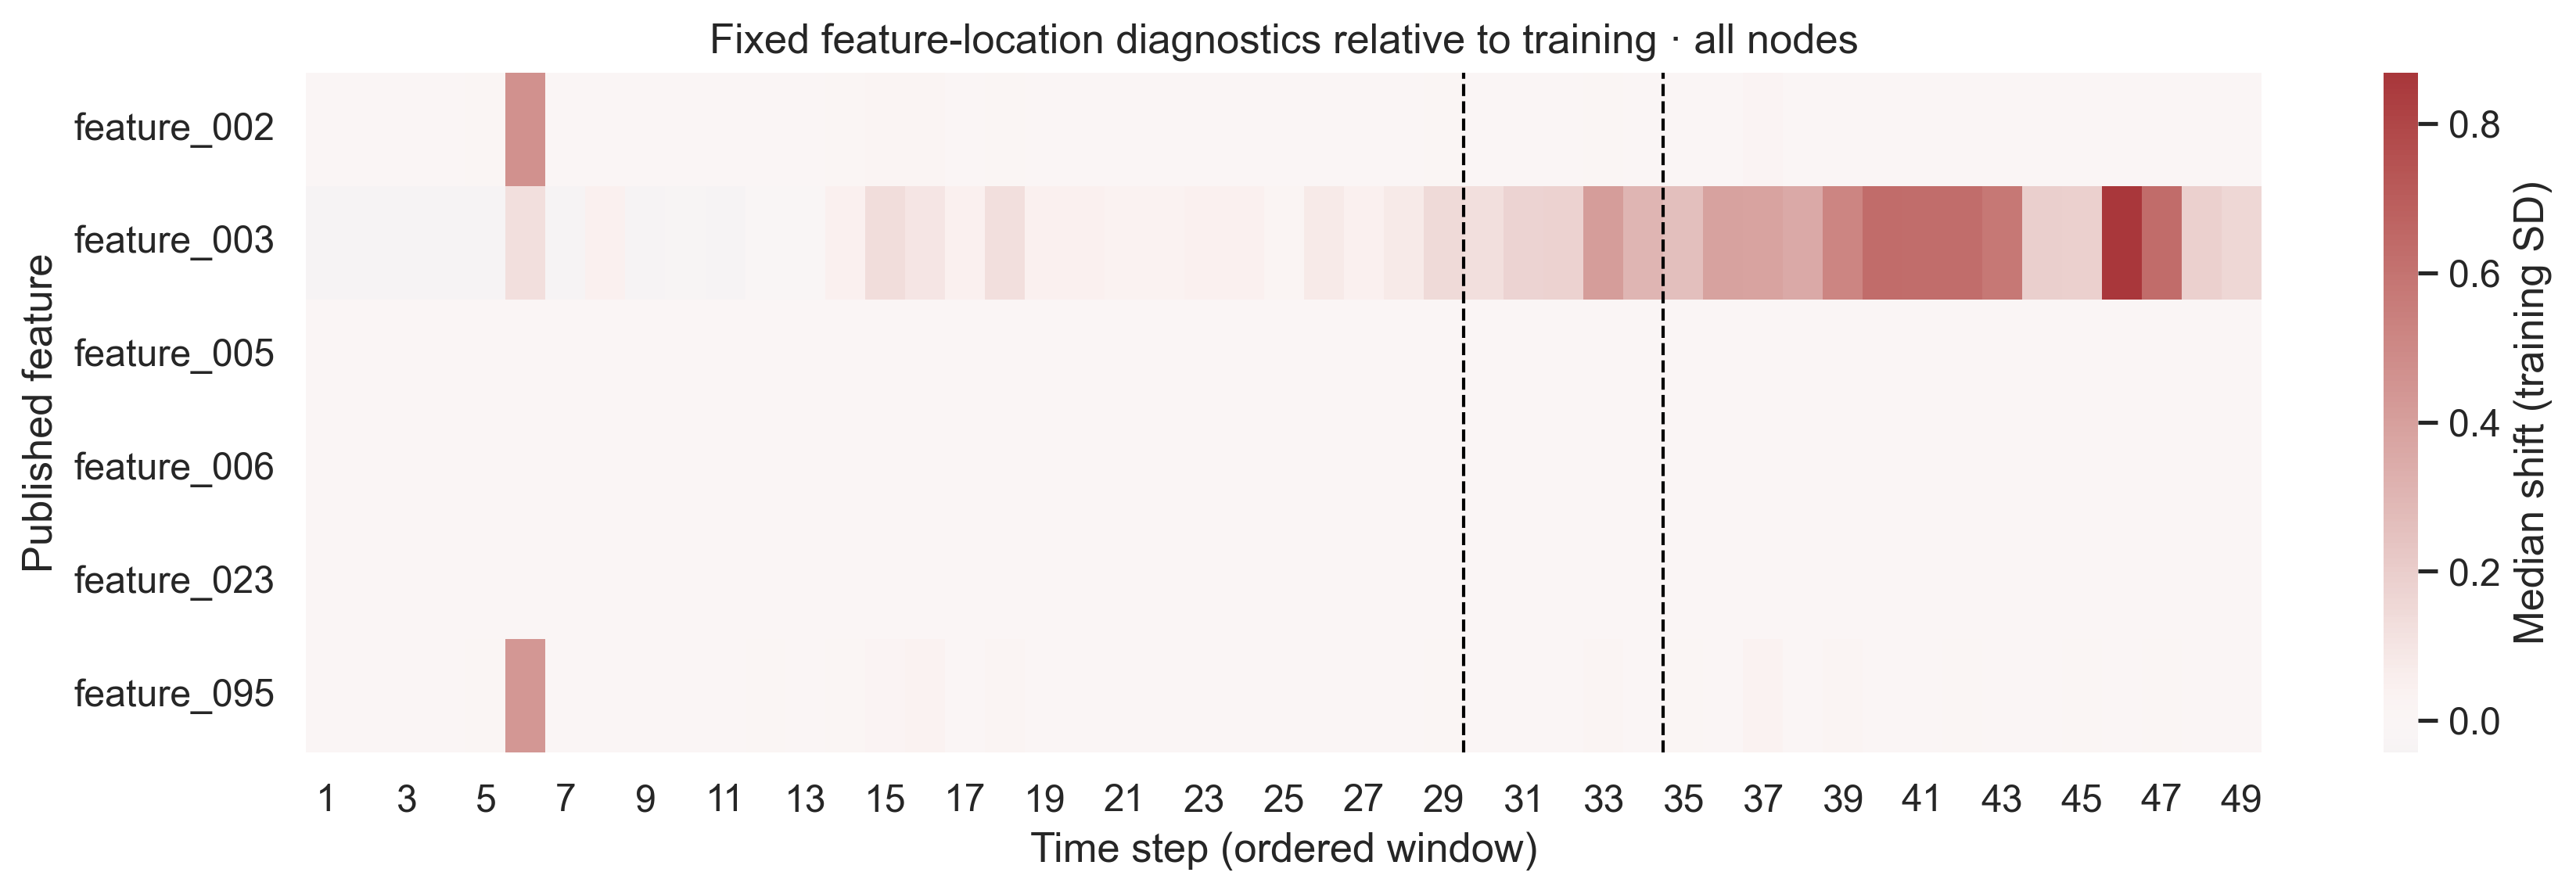 Fixed feature-location diagnostics relative to training · all nodes
Published feature
feature_002
feature_003
feature_005
feature_006
feature_023
feature_095
1 3 5 7 9 11 13 15 17 19 21 23 25 27 29 31 33 35 37 39 41 43 45 47 49
Time step (ordered window)
0.8
0.6
0.4
0.2
0.0
Median shift (training SD)